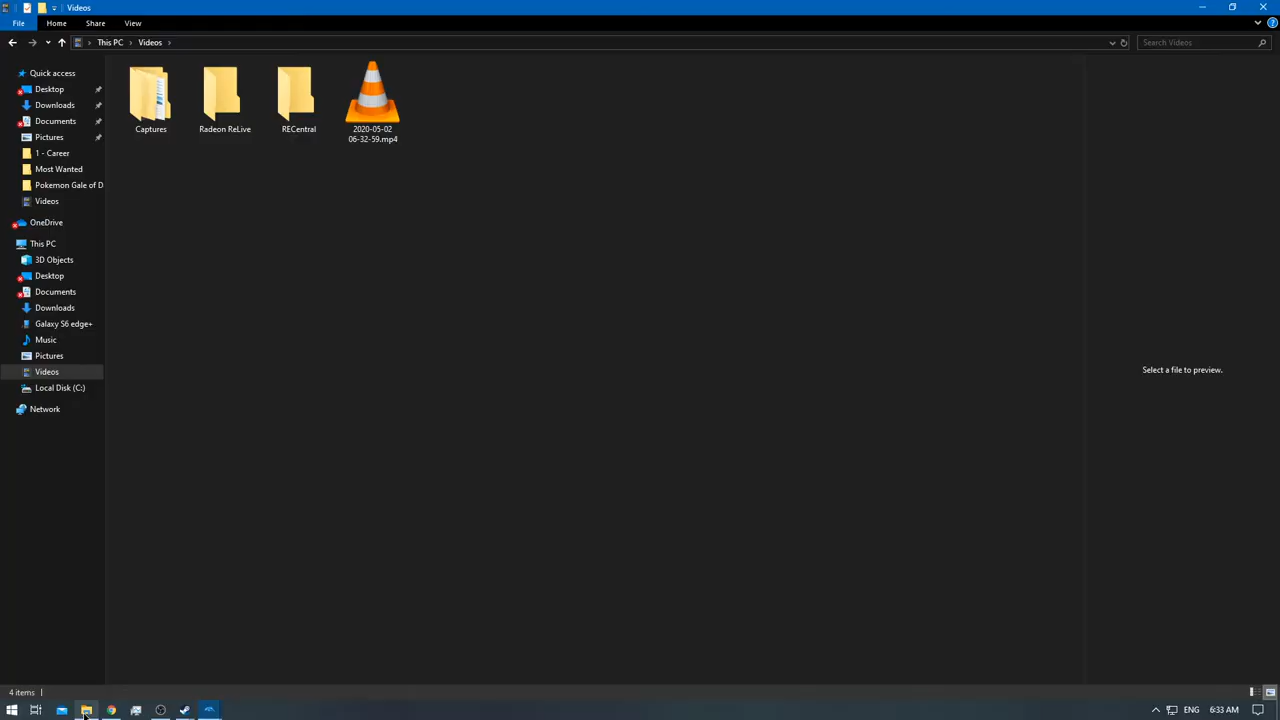 Videos
File
Home
Share
View
This PC
Videos
Search Videos
Quick access
Desktop
Downloads
Documents
Pictures
1 - Career
Most Wanted
Pokemon Gale of D
Videos
OneDrive
This PC
3D Objects
Desktop
Documents
Downloads
Galaxy S6 edge+
Music
Pictures
Videos
Local Disk (C:)
Network
Captures
Radeon ReLive
RECentral
2020-05-02
06-32-59.mp4
Select a file to preview.
4 items
ENG
6:33 AM